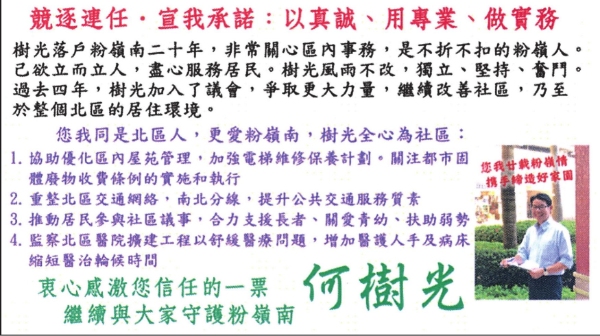 競逐連任・宣我承諾：以真誠、用專業、做實務
樹光落戶粉嶺南二十年，非常關心區內事務，是不折不扣的粉嶺人。
己欲立而立人，盡心服務居民。樹光風雨不改，獨立、堅持、奮鬥。
過去四年，樹光加入了議會，爭取更大力量，繼續改善社區，乃至
於整個北區的居住環境。
您我同是北區人，更愛粉嶺南，樹光全心為社區：
1. 協助優化區內屋苑管理，加強電梯維修保養計劃。關注都市固
體廢物收費條例的實施和執行
2. 重整北區交通網絡，南北分線，提升公共交通服務質素
3. 推動居民參與社區議事，合力支援長者、關愛青幼、扶助弱勢
4. 監察北區醫院擴建工程以舒緩醫療問題，增加醫護人手及病床
縮短醫治輪候時間
您我廿載粉嶺情
携手締造好家園
衷心感激您信任的一票
繼續與大家守護粉嶺南
何樹光